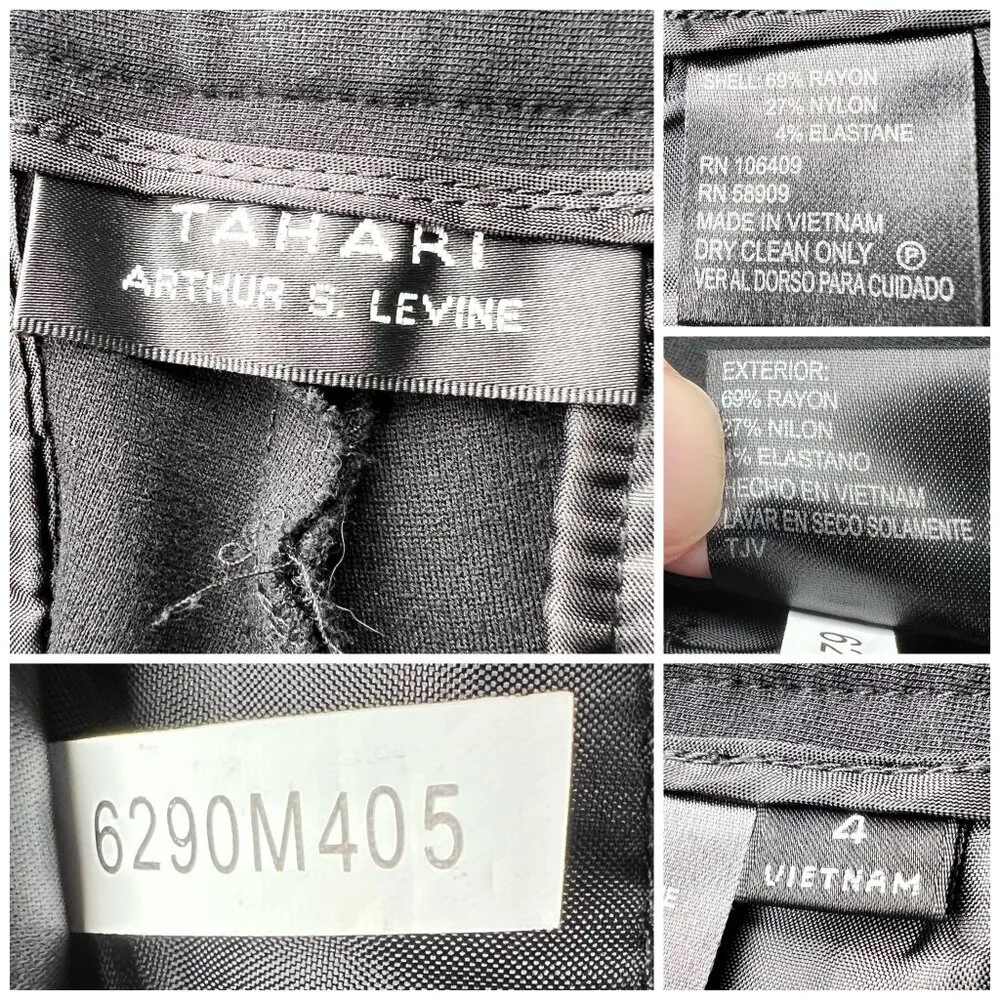 TAHARI
ARTHUR S. LEVINE
SHELL 69% RAYON
27% NYLON
4% ELASTANE
RN 106409
RN 58909
MADE IN VIETNAM
DRY CLEAN ONLY Ⓟ
VER AL DORSO PARA CUIDADO
EXTERIOR:
69% RAYON
27% NILON
% ELASTANO
HECHO EN VIETNAM
LAVAR EN SECO SOLAMENTE
TJV
6290M405
4
VIETNAM